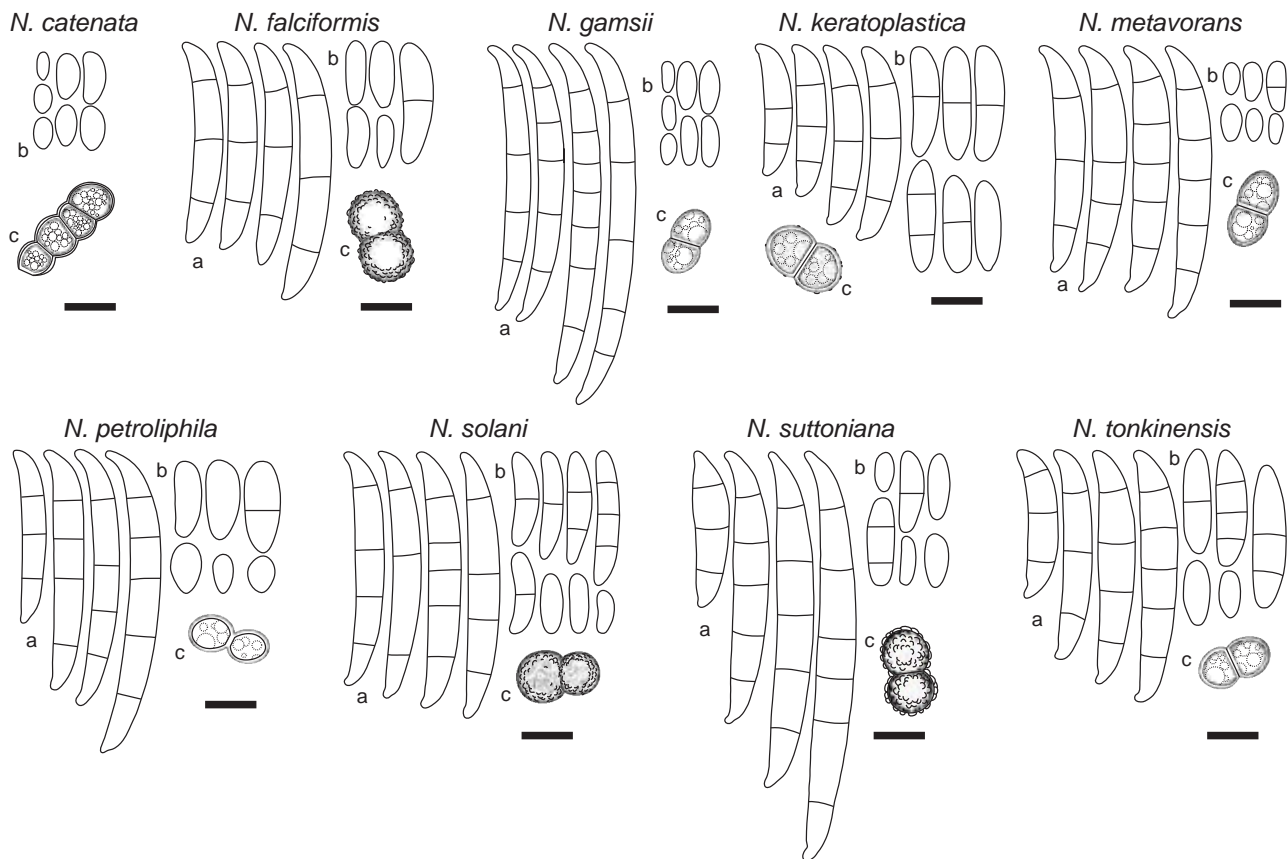 N. catenata
N. falciformis
N. gamsii
N. keratoplastica
N. metavorans
b
c
a
b
c
a
b
c
a
b
c
a
b
c
N. petroliphila
N. solani
N. suttoniana
N. tonkinensis
a
b
c
a
b
c
a
b
c
a
b
c